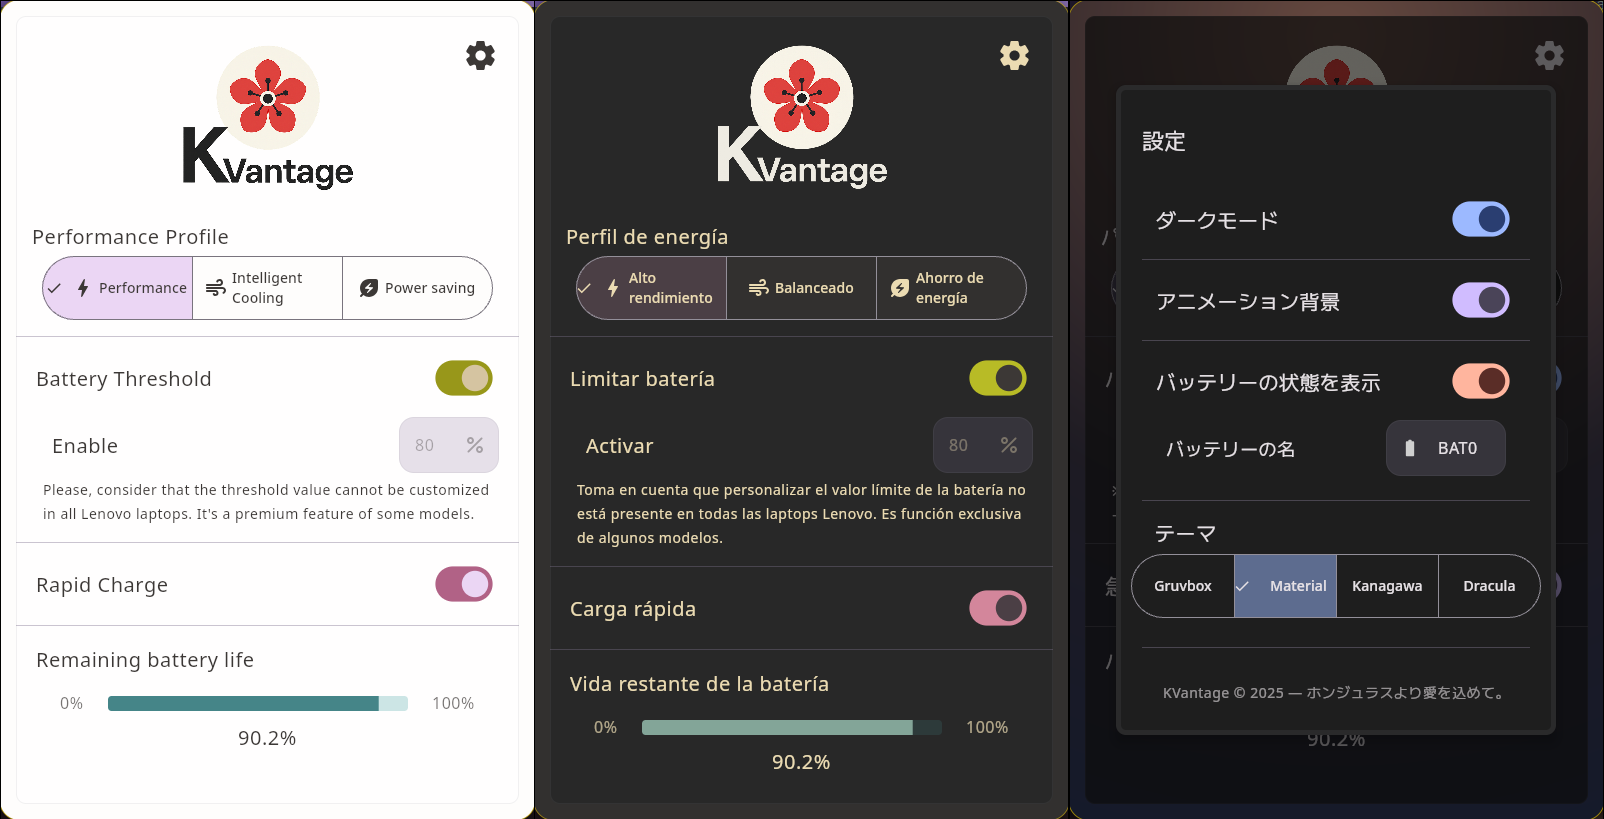 KVantage
Performance Profile
Performance
Intelligent
Cooling
Power saving
Battery Threshold
Enable
80 %
Please, consider that the threshold value cannot be customized
in all Lenovo laptops. It's a premium feature of some models.
Rapid Charge
Remaining battery life
0%
100%
90.2%
KVantage
Perfil de energía
Alto
rendimiento
Balanceado
Ahorro de
energía
Limitar batería
Activar
80 %
Toma en cuenta que personalizar el valor límite de la batería no
está presente en todas las laptops Lenovo. Es función exclusiva
de algunos modelos.
Carga rápida
Vida restante de la batería
0%
100%
90.2%
設定
ダークモード
アニメーション背景
バッテリーの状態を表示
バッテリーの名
BAT0
テーマ
Gruvbox
Material
Kanagawa
Dracula
KVantage © 2025 — ホンジュラスより愛を込めて。
90.2%